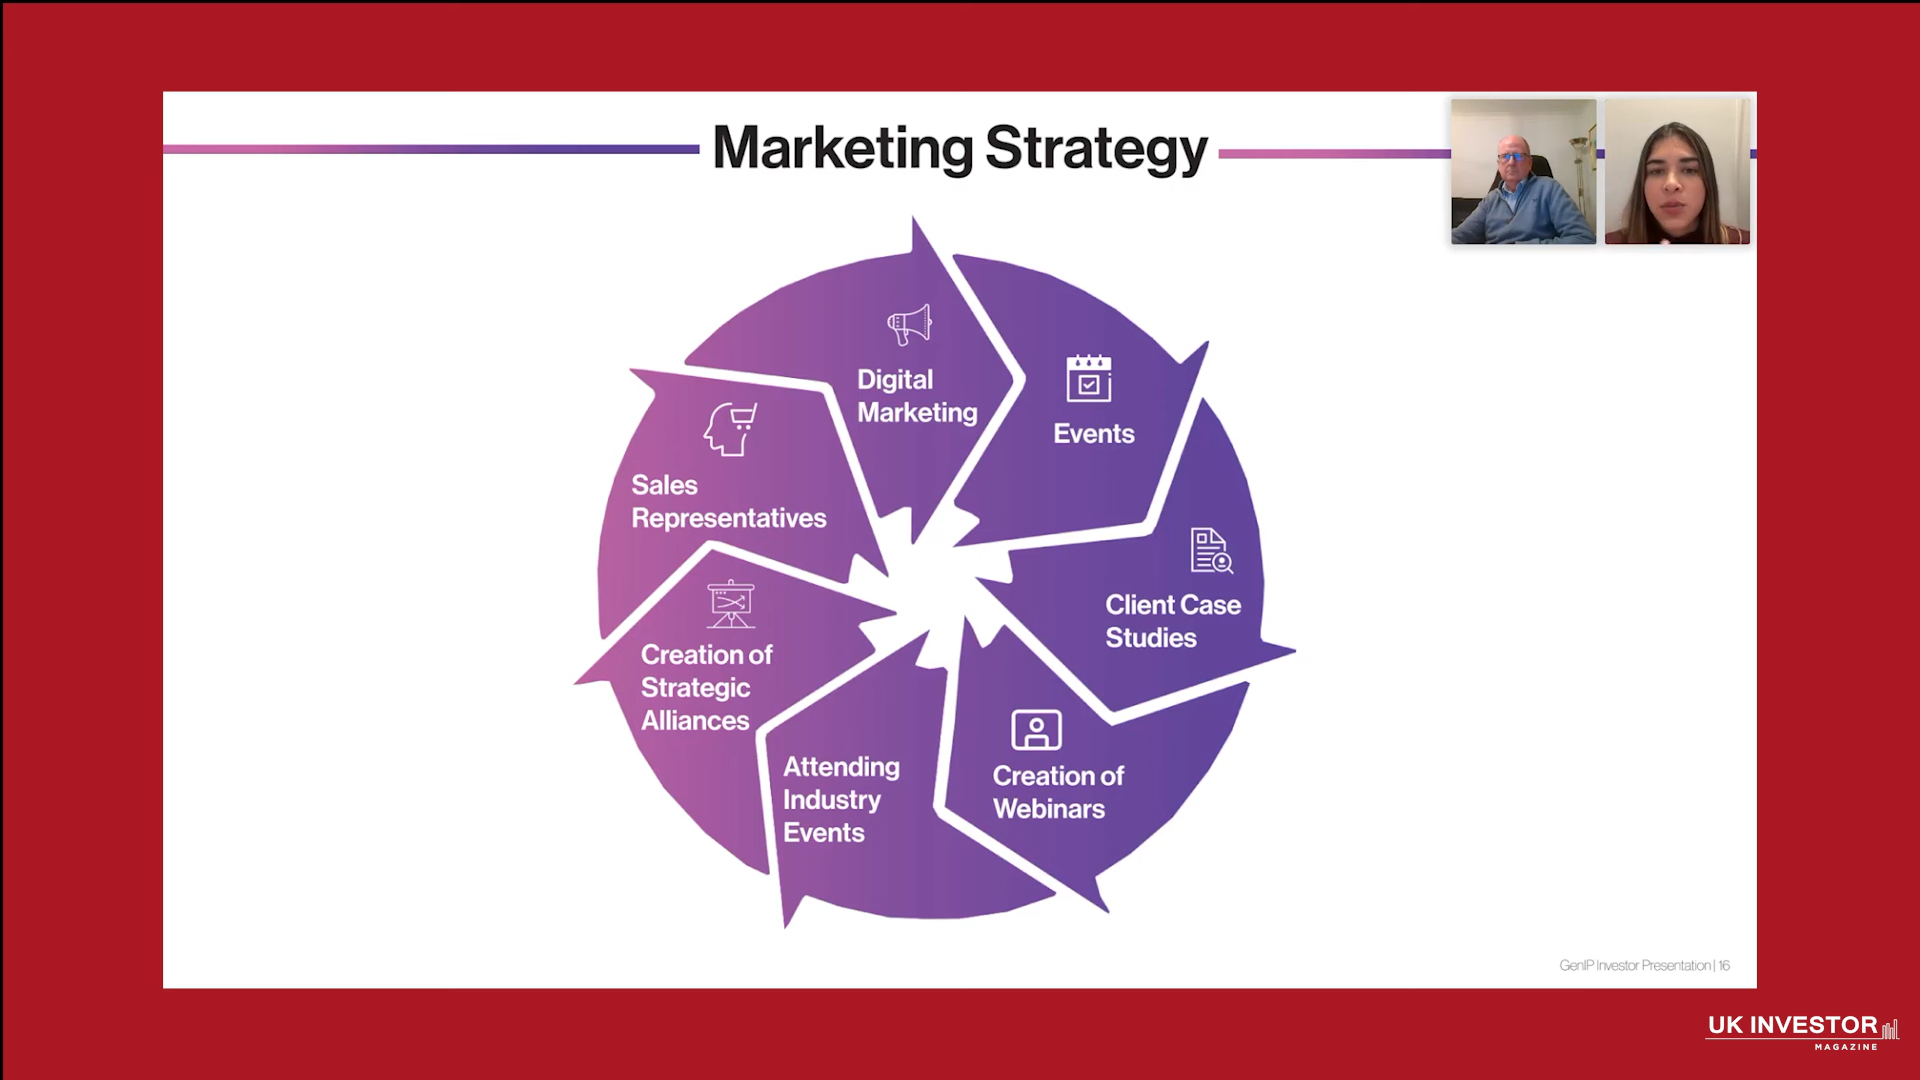 Marketing Strategy
Digital
Marketing
Events
Client Case
Studies
Creation of
Webinars
Attending
Industry
Events
Creation of
Strategic
Alliances
Sales
Representatives
GenIP Investor Presentation | 16
UK INVESTOR
MAGAZINE